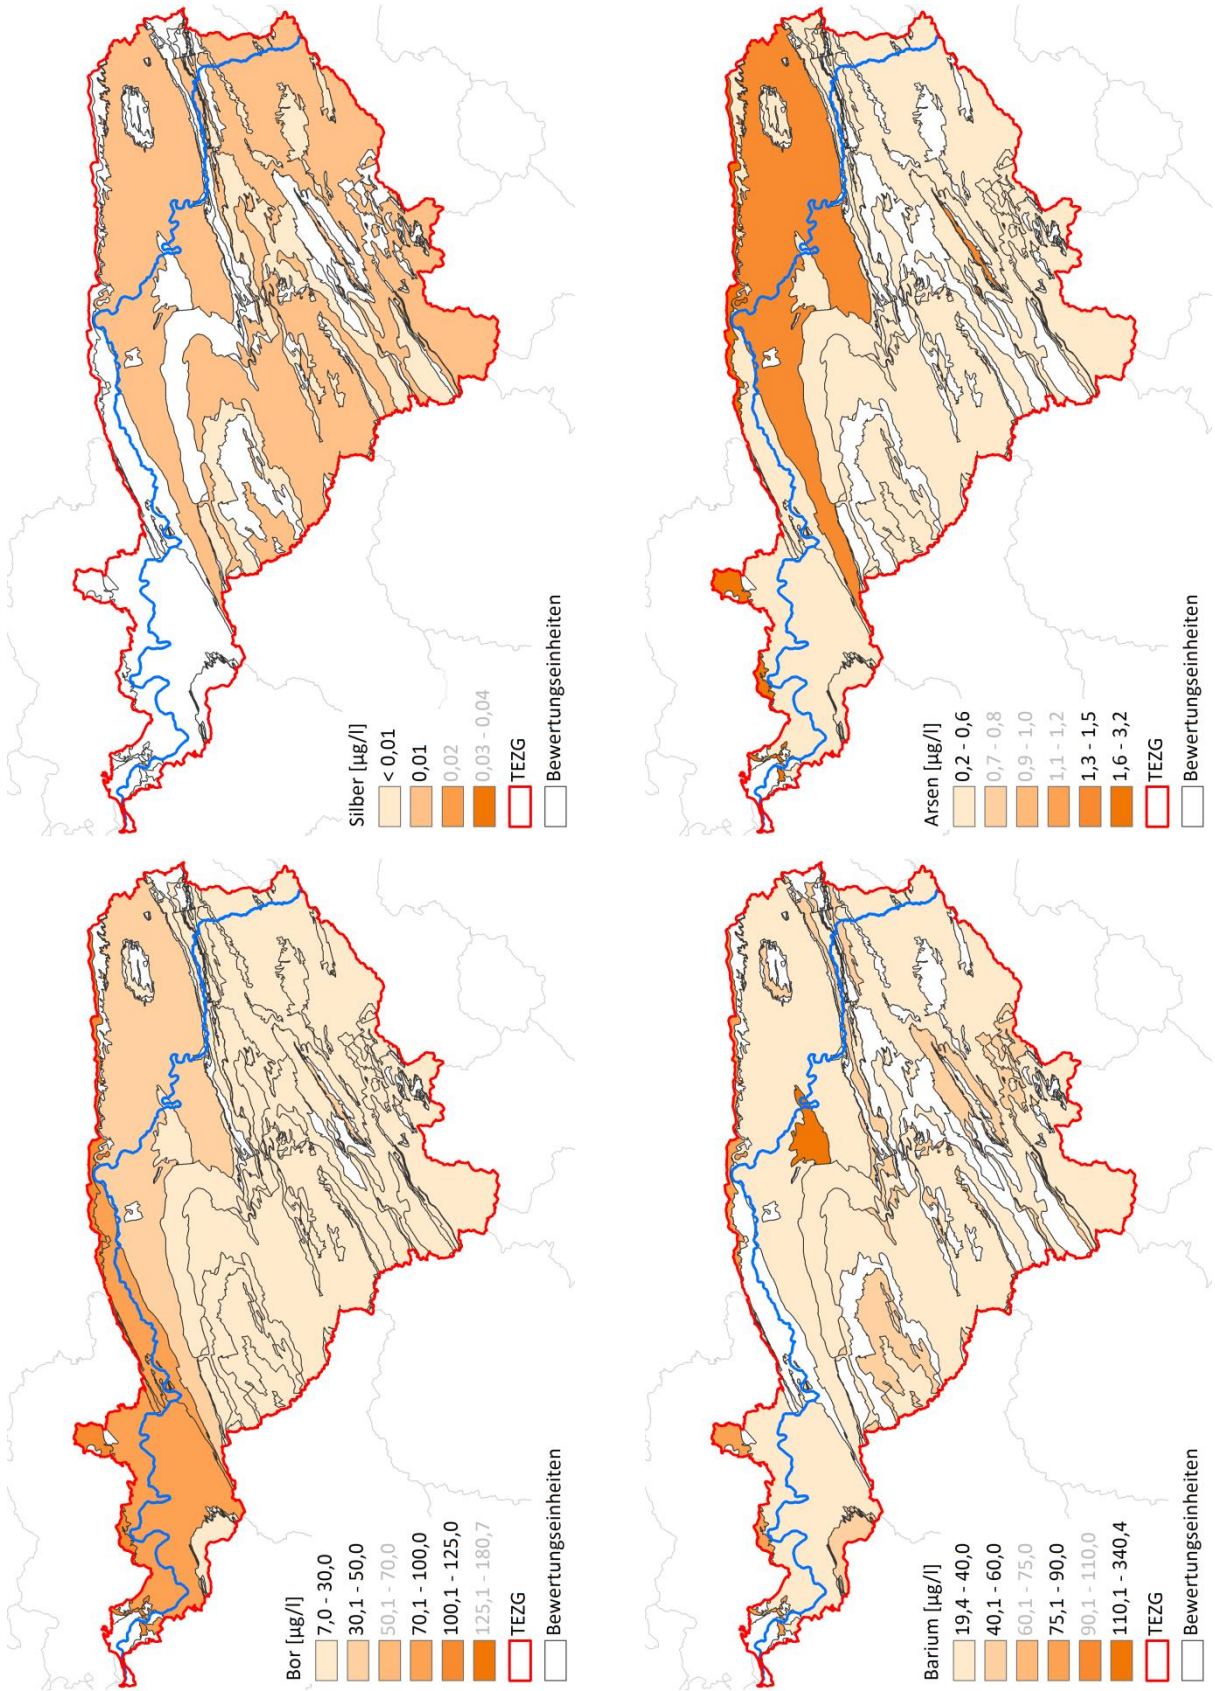 Silber [µg/l]
< 0,01
0,01
0,02
0,03 - 0,04
TEZG
Bewertungseinheiten
Arsen [µg/l]
0,2 - 0,6
0,7 - 0,8
0,9 - 1,0
1,1 - 1,2
1,3 - 1,5
1,6 - 3,2
TEZG
Bewertungseinheiten
Bor [µg/l]
7,0 - 30,0
30,1 - 50,0
50,1 - 70,0
70,1 - 100,0
100,1 - 125,0
125,1 - 180,7
TEZG
Bewertungseinheiten
Barium [µg/l]
19,4 - 40,0
40,1 - 60,0
60,1 - 75,0
75,1 - 90,0
90,1 - 110,0
110,1 - 340,4
TEZG
Bewertungseinheiten